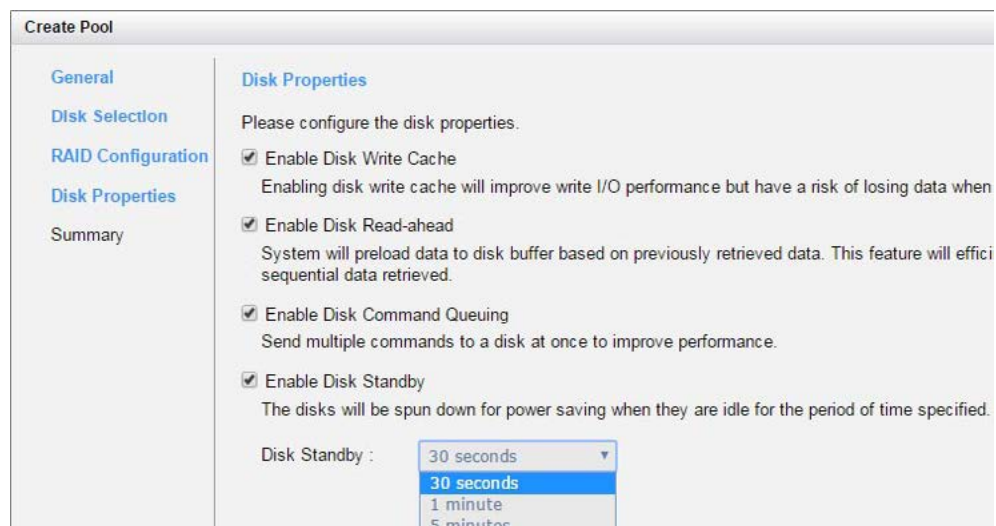 Create Pool
General
Disk Selection
RAID Configuration
Disk Properties
Summary
Disk Properties
Please configure the disk properties.
Enable Disk Write Cache
Enabling disk write cache will improve write I/O performance but have a risk of losing data when
Enable Disk Read-ahead
System will preload data to disk buffer based on previously retrieved data. This feature will effici
sequential data retrieved.
Enable Disk Command Queuing
Send multiple commands to a disk at once to improve performance.
Enable Disk Standby
The disks will be spun down for power saving when they are idle for the period of time specified.
Disk Standby :
30 seconds
30 seconds
1 minute
5 minutes